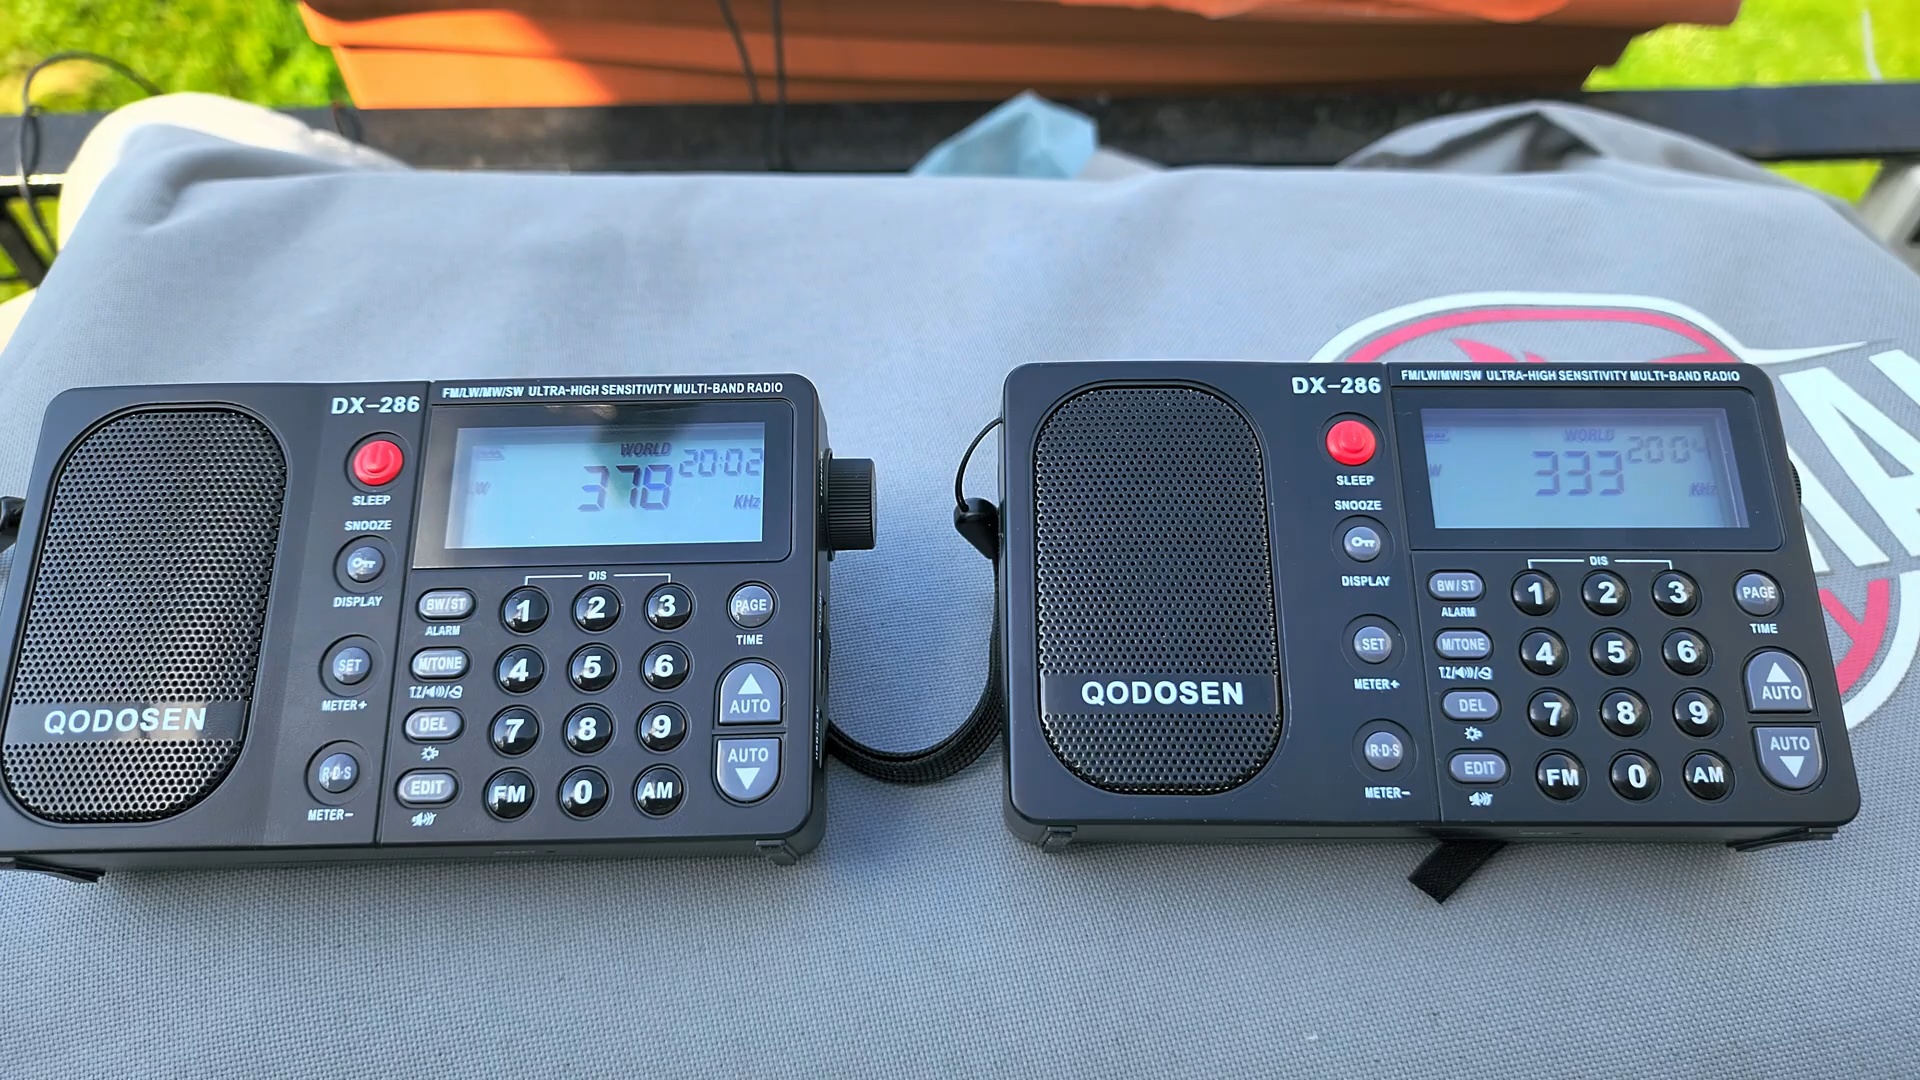 DX-286
FM/LW/MW/SW ULTRA-HIGH SENSITIVITY MULTI-BAND RADIO
WORLD
378
20:02
KHz
SLEEP
SNOOZE
DISPLAY
SET
METER+
R·D·S
METER-
DIS
BW/ST
ALARM
M/TONE
DEL
EDIT
1 2 3
4 5 6
7 8 9
FM 0 AM
PAGE
TIME
AUTO
AUTO
QODOSEN
DX-286
FM/LW/MW/SW ULTRA-HIGH SENSITIVITY MULTI-BAND RADIO
WORLD
333
20:04
KHz
SLEEP
SNOOZE
DISPLAY
SET
METER+
R·D·S
METER-
DIS
BW/ST
ALARM
M/TONE
DEL
EDIT
1 2 3
4 5 6
7 8 9
FM 0 AM
PAGE
TIME
AUTO
AUTO
QODOSEN